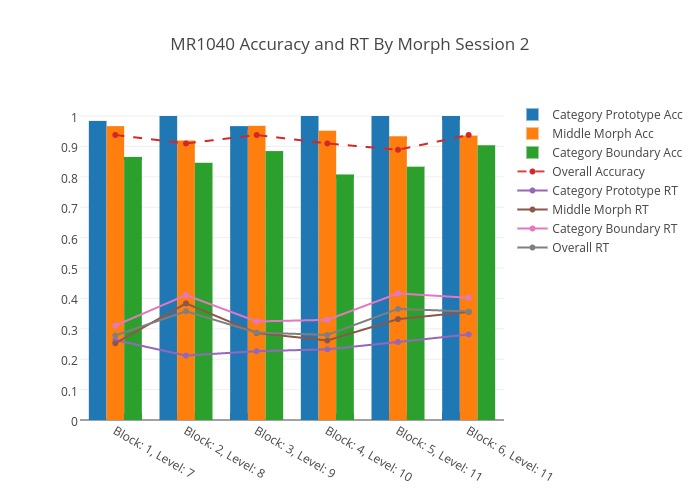 MR1040 Accuracy and RT By Morph Session 2
1
0.9
0.8
0.7
0.6
0.5
0.4
0.3
0.2
0.1
0
Block: 1, Level: 7
Block: 2, Level: 8
Block: 3, Level: 9
Block: 4, Level: 10
Block: 5, Level: 11
Block: 6, Level: 11
Category Prototype Acc
Middle Morph Acc
Category Boundary Acc
Overall Accuracy
Category Prototype RT
Middle Morph RT
Category Boundary RT
Overall RT